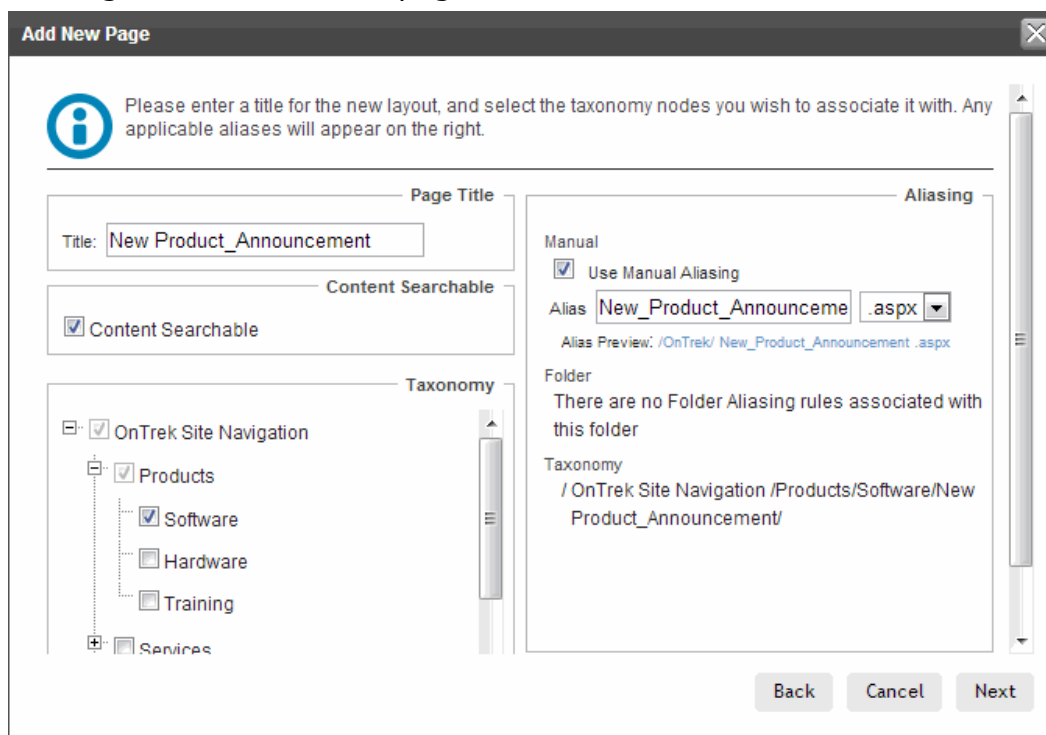 Add New Page
Please enter a title for the new layout, and select the taxonomy nodes you wish to associate it with. Any
applicable aliases will appear on the right.
Page Title
Title: New Product_Announcement
Content Searchable
Content Searchable
Taxonomy
OnTrek Site Navigation
Products
Software
Hardware
Training
Services
Aliasing
Manual
Use Manual Aliasing
Alias New_Product_Announceme .aspx
Alias Preview: /OnTrek/ New_Product_Announcement .aspx
Folder
There are no Folder Aliasing rules associated with
this folder
Taxonomy
/ OnTrek Site Navigation /Products/Software/New
Product_Announcement/
Back Cancel Next